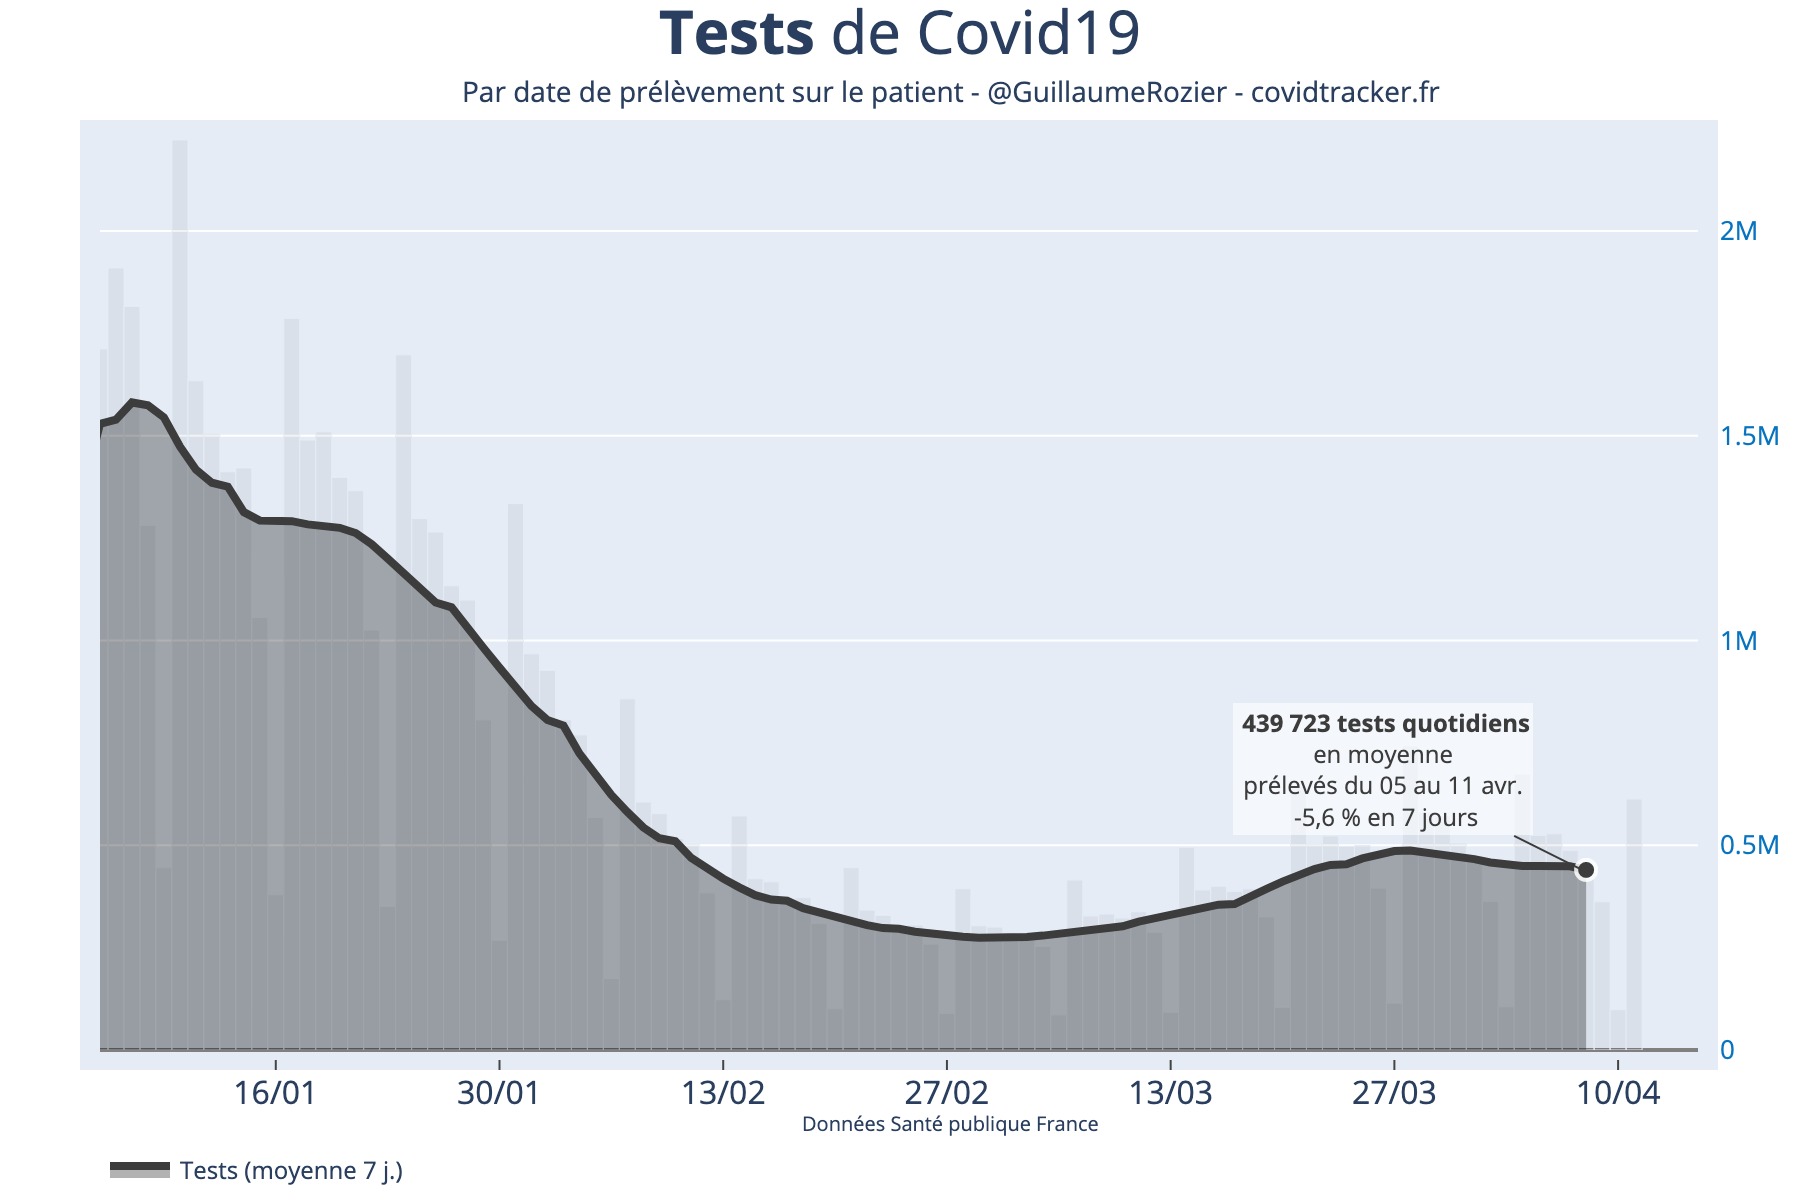 Tests de Covid19
Par date de prélèvement sur le patient - @GuillaumeRozier - covidtracker.fr
2M
1.5M
1M
439 723 tests quotidiens
en moyenne
prélevés du 05 au 11 avr.
-5,6 % en 7 jours
0.5M
0
16/01 30/01 13/02 27/02 13/03 27/03 10/04
Données Santé publique France
Tests (moyenne 7 j.)